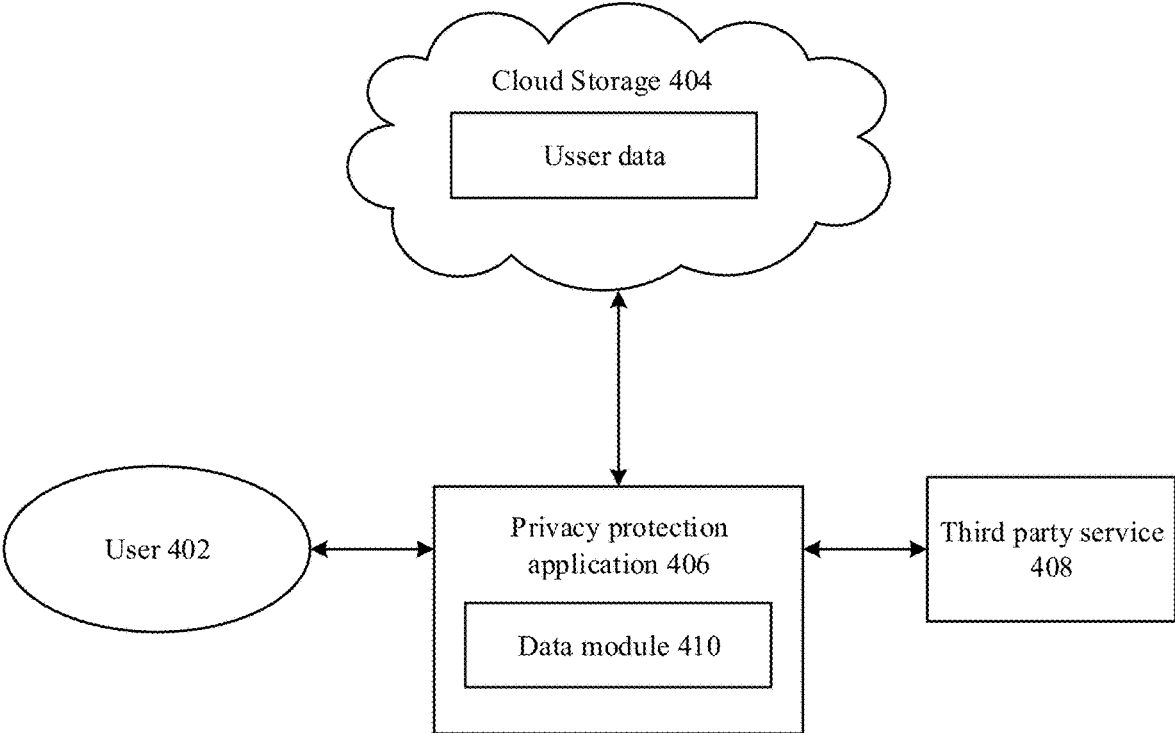 Cloud Storage 404
Usser data
User 402
Privacy protection
application 406
Data module 410
Third party service
408